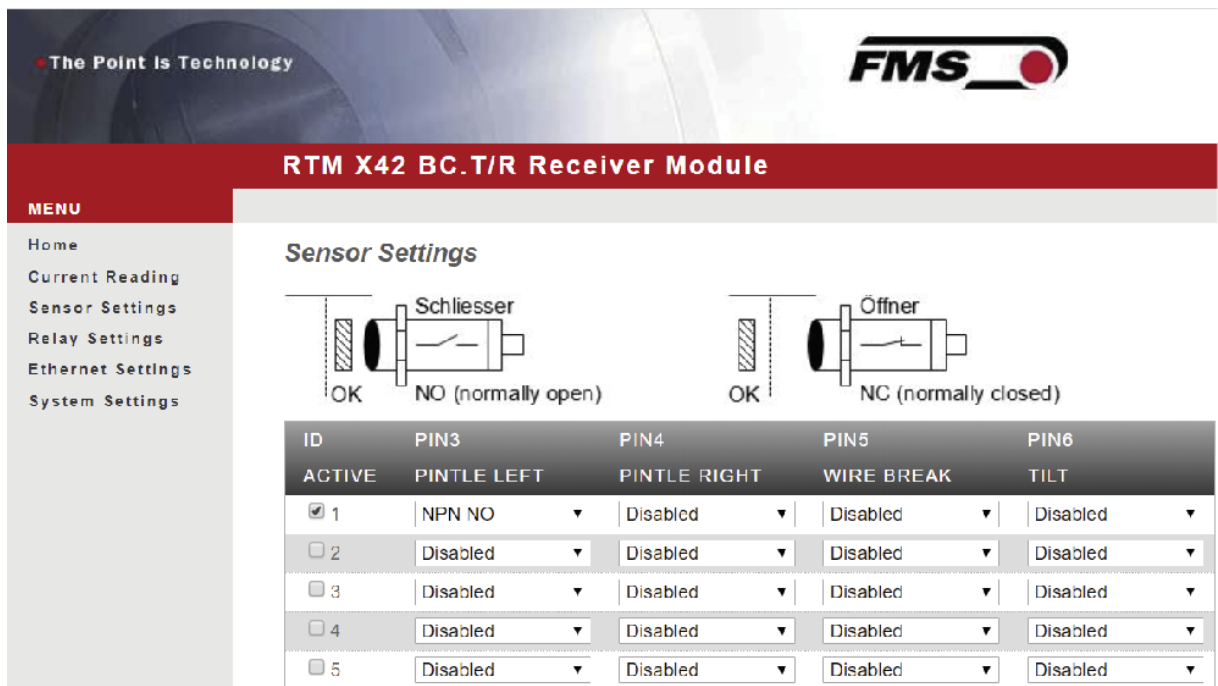 The Point Is Technology
FMS
RTM X42 BC.T/R Receiver Module
MENU
Home
Current Reading
Sensor Settings
Relay Settings
Ethernet Settings
System Settings
Sensor Settings
Schliesser
OK
NO (normally open)
Öffner
OK
NC (normally closed)
ID PIN3 PIN4 PIN5 PIN6
ACTIVE PINTLE LEFT PINTLE RIGHT WIRE BREAK TILT
1 NPN NO Disabled Disabled Disabled
2 Disabled Disabled Disabled Disabled
3 Disabled Disabled Disabled Disabled
4 Disabled Disabled Disabled Disabled
5 Disabled Disabled Disabled Disabled